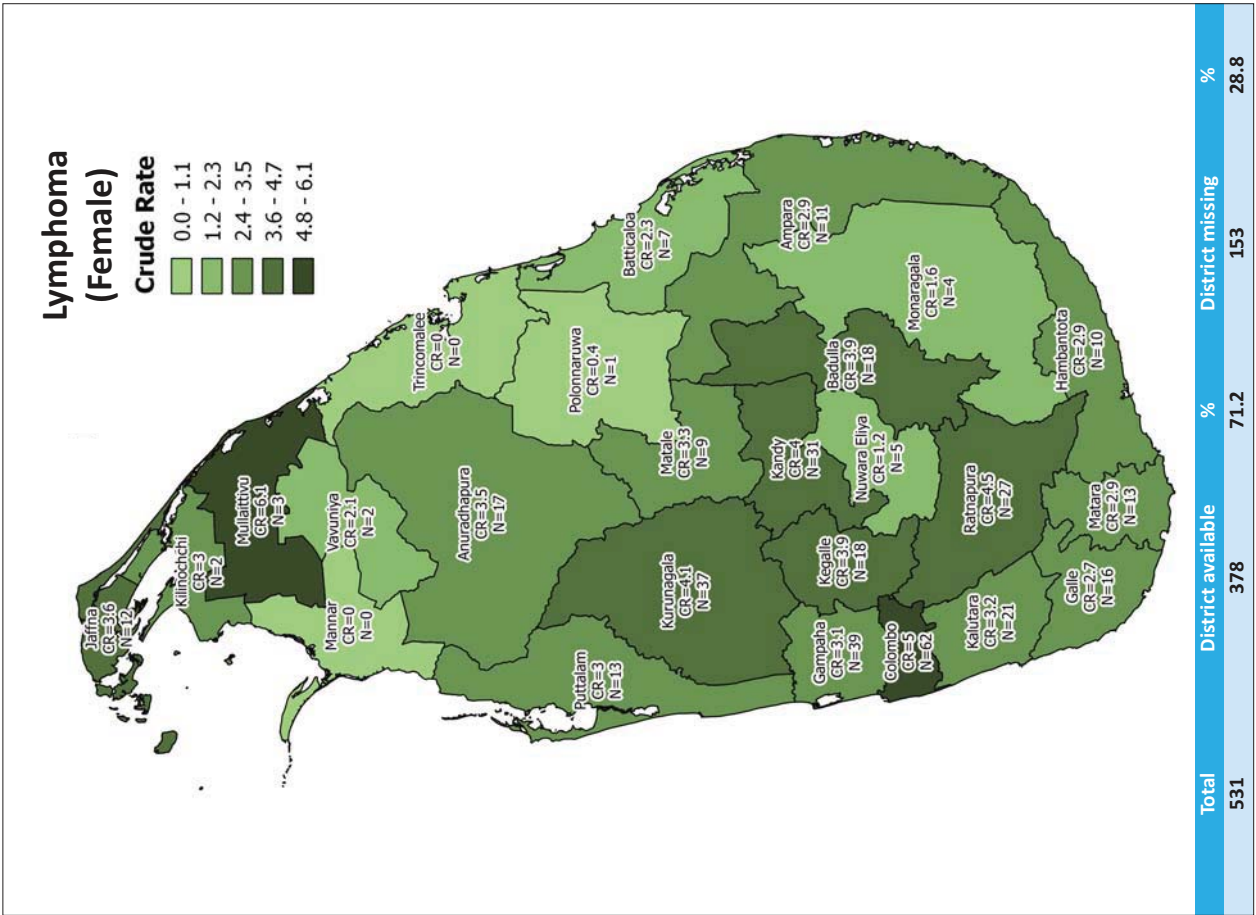 Lymphoma
(Female)
Crude Rate
0.0 - 1.1
1.2 - 2.3
2.4 - 3.5
3.6 - 4.7
4.8 - 6.1
Jaffna
CR=3.6
N=12
Kilinochchi
CR=3
N=2
Mullaittivu
CR=6.1
N=3
Mannar
CR=0
N=0
Vavuniya
CR=2.1
N=2
Trincomalee
CR=0
N=0
Anuradhapura
CR=3.5
N=17
Polonnaruwa
CR=0.4
N=1
Puttalam
CR=3
N=13
Batticaloa
CR=2.3
N=7
Matale
CR=3.3
N=9
Kurunagala
CR=4.1
N=37
Kandy
CR=4
N=31
Ampara
CR=2.9
N=11
Gampaha
CR=3.1
N=39
Kegalle
CR=3.9
N=18
Nuwara Eliya
CR=1.2
N=5
Badulla
CR=3.9
N=18
Monaragala
CR=1.6
N=4
Colombo
CR=5
N=62
Ratnapura
CR=4.5
N=27
Kalutara
CR=3.2
N=21
Galle
CR=2.7
N=16
Matara
CR=2.9
N=13
Hambantota
CR=2.9
N=10
Total District available % District missing %
531 378 71.2 153 28.8